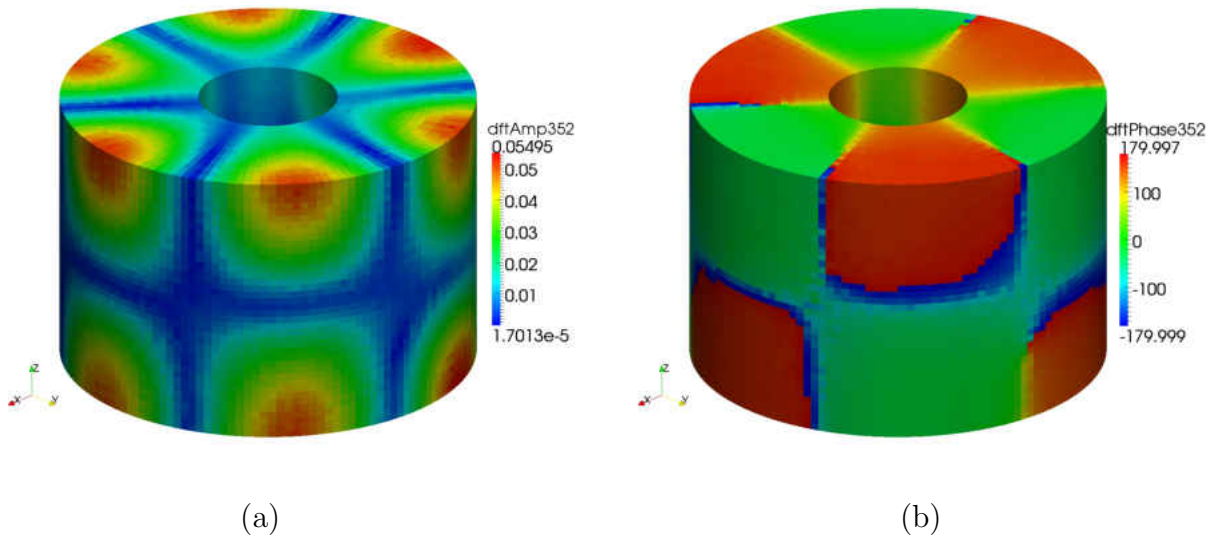 dftAmp352
0.05495
0.05
0.04
0.03
0.02
0.01
1.7013e-5
Z
X
Y
dftPhase352
179.997
100
0
-100
-179.999
Z
X
Y
(a)
(b)